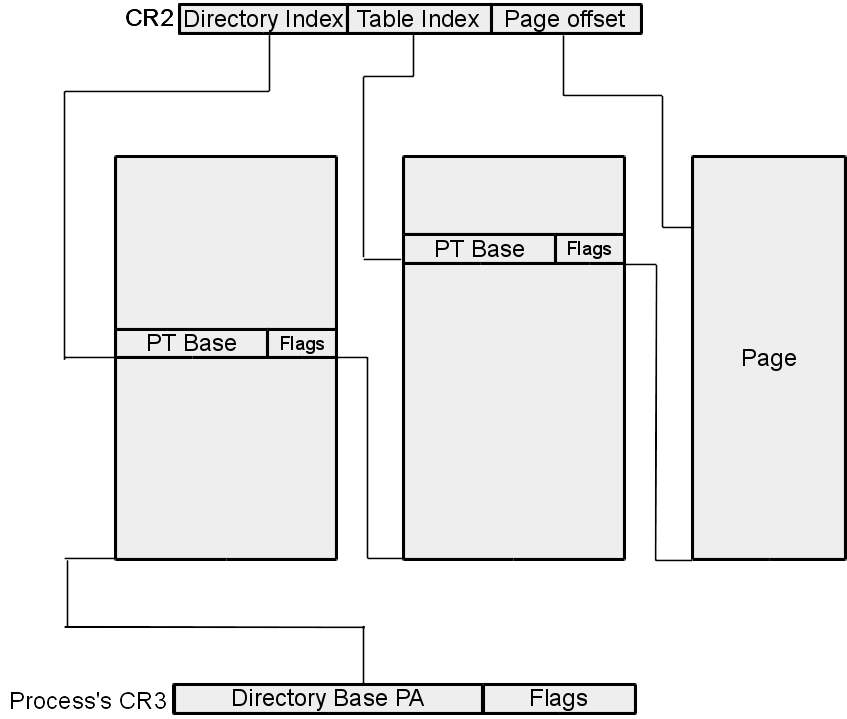 CR2 Directory Index Table Index Page offset
PT Base Flags
PT Base Flags
Page
Process's CR3 Directory Base PA Flags